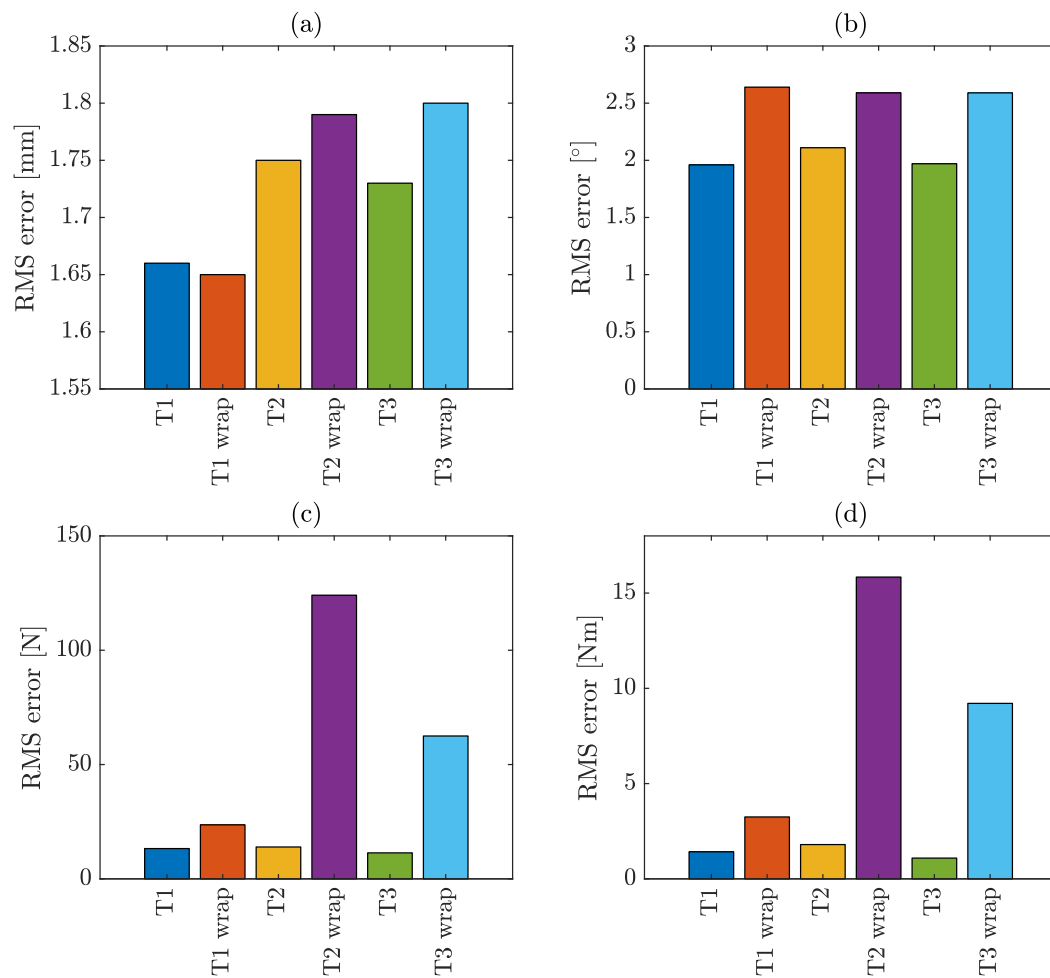 (a)
RMS error [mm]
1.85
1.8
1.75
1.7
1.65
1.6
1.55
T1
T1 wrap
T2
T2 wrap
T3
T3 wrap
(b)
RMS error [°]
3
2.5
2
1.5
1
0.5
0
T1
T1 wrap
T2
T2 wrap
T3
T3 wrap
(c)
RMS error [N]
150
100
50
0
T1
T1 wrap
T2
T2 wrap
T3
T3 wrap
(d)
RMS error [Nm]
15
10
5
0
T1
T1 wrap
T2
T2 wrap
T3
T3 wrap